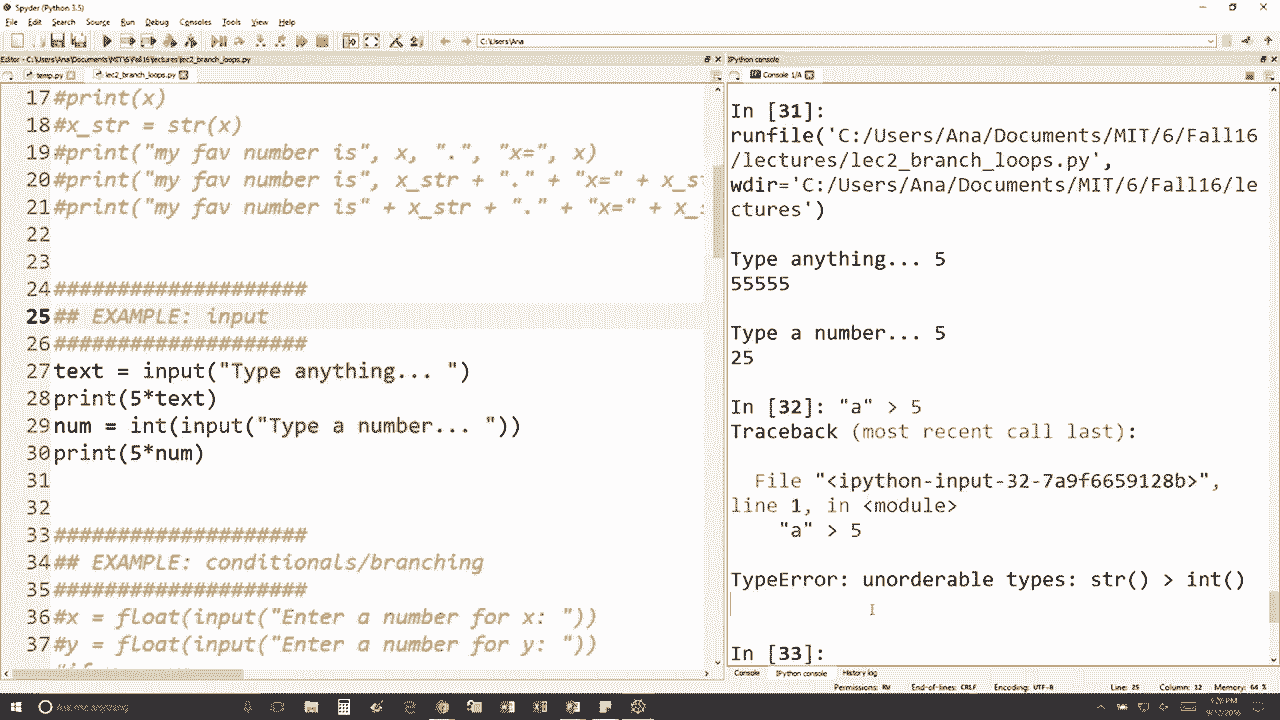 Spyder (Python 3.5)
File Edit Search Source Run Debug Consoles Tools View Help
C:\Users\Ana
Editor - C:\Users\Ana\Documents\MIT\6\Fall16\lectures\lec2_branch_loops.py
temp.py lec2_branch_loops.py
17 #print(x)
18 #x_str = str(x)
19 #print("my fav number is", x, ".", "x=", x)
20 #print("my fav number is", x_str + "." + "x=" + x_st
21 #print("my fav number is" + x_str + "." + "x=" + x_s
22
23
24 ####################
25 ## EXAMPLE: input
26 ####################
27 text = input("Type anything... ")
28 print(5*text)
29 num = int(input("Type a number... "))
30 print(5*num)
31
32
33 ####################
34 ## EXAMPLE: conditionals/branching
35 ####################
36 #x = float(input("Enter a number for x: "))
37 #y = float(input("Enter a number for y: "))
IPython console
Console 1/A
In [31]:
runfile('C:/Users/Ana/Documents/MIT/6/Fall16
/lectures/lec2_branch_loops.py',
wdir='C:/Users/Ana/Documents/MIT/6/Fall16/le
ctures')
Type anything... 5
55555
Type a number... 5
25
In [32]: "a" > 5
Traceback (most recent call last):
File "<ipython-input-32-7a9f6659128b>",
line 1, in <module>
"a" > 5
TypeError: unorderable types: str() > int()
In [33]:
Console IPython console History log
Permissions: RW End-of-lines: CRLF Encoding: UTF-8 Line: 25 Column: 12 Memory: 64 %
Ask me anything